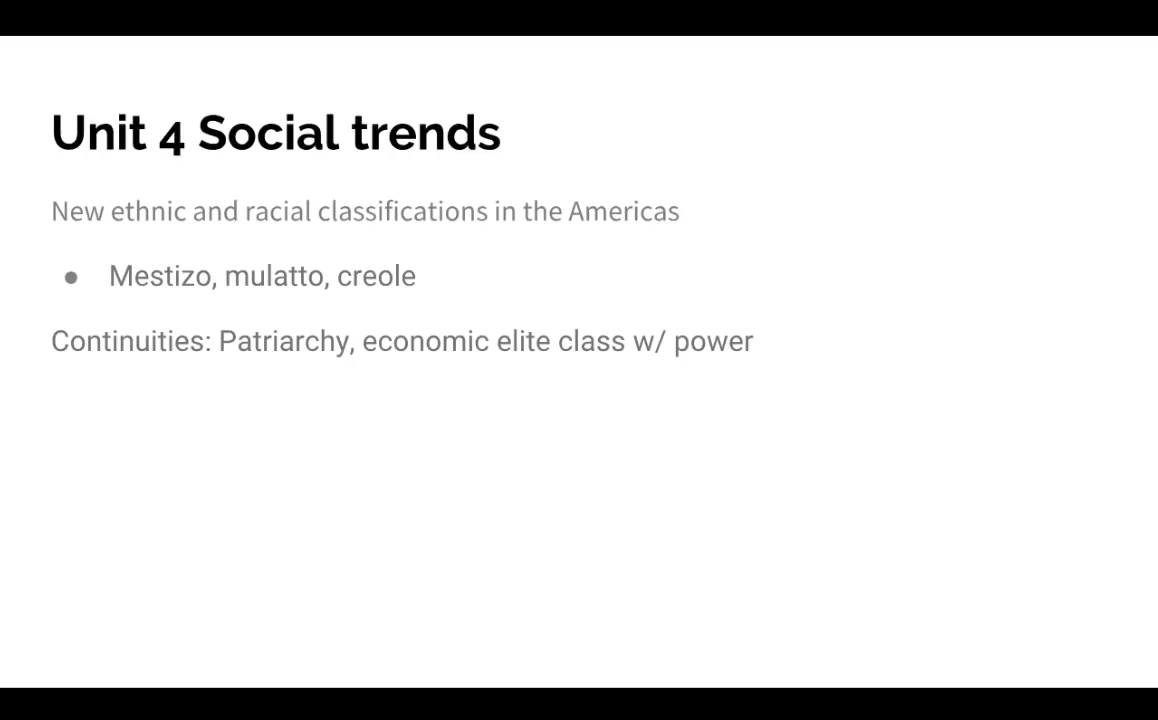 Unit 4 Social trends
New ethnic and racial classifications in the Americas
● Mestizo, mulatto, creole
Continuities: Patriarchy, economic elite class w/ power